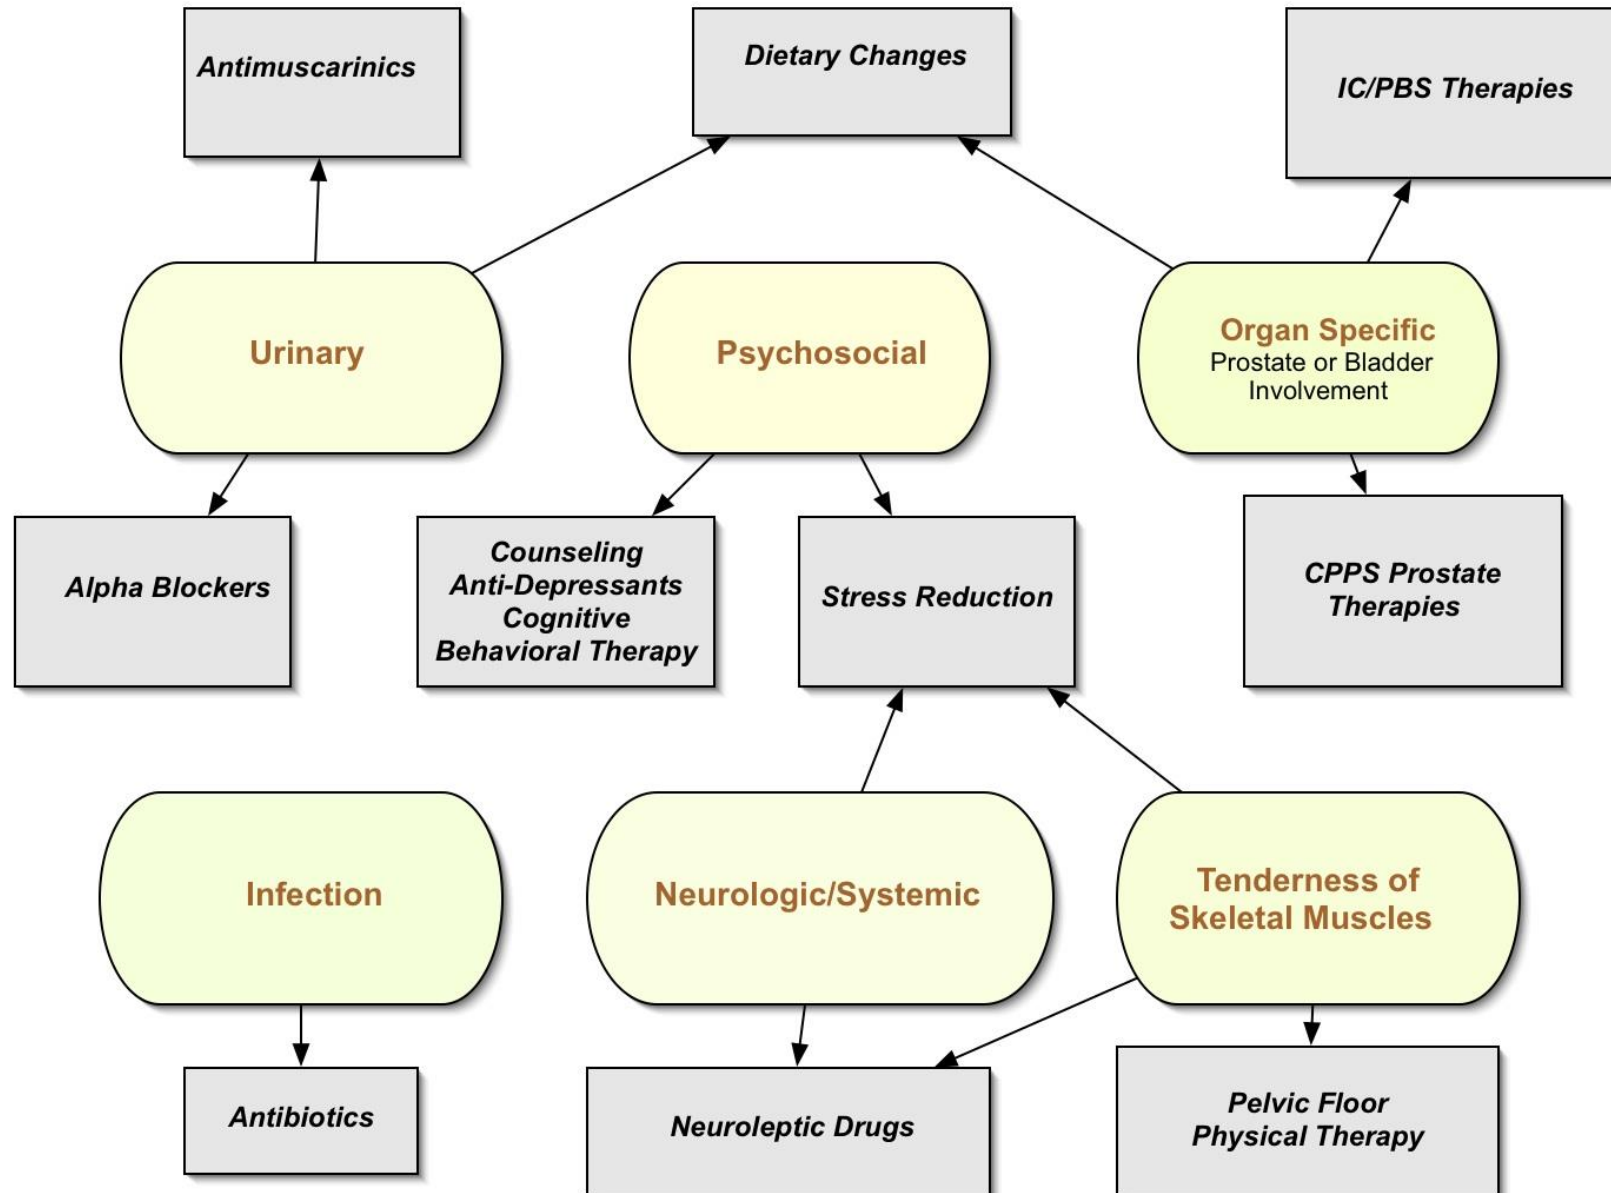 Antimuscarinics
Dietary Changes
IC/PBS Therapies
Urinary
Psychosocial
Organ Specific
Prostate or Bladder
Involvement
Alpha Blockers
Counseling
Anti-Depressants
Cognitive
Behavioral Therapy
Stress Reduction
CPPS Prostate
Therapies
Infection
Neurologic/Systemic
Tenderness of
Skeletal Muscles
Antibiotics
Neuroleptic Drugs
Pelvic Floor
Physical Therapy